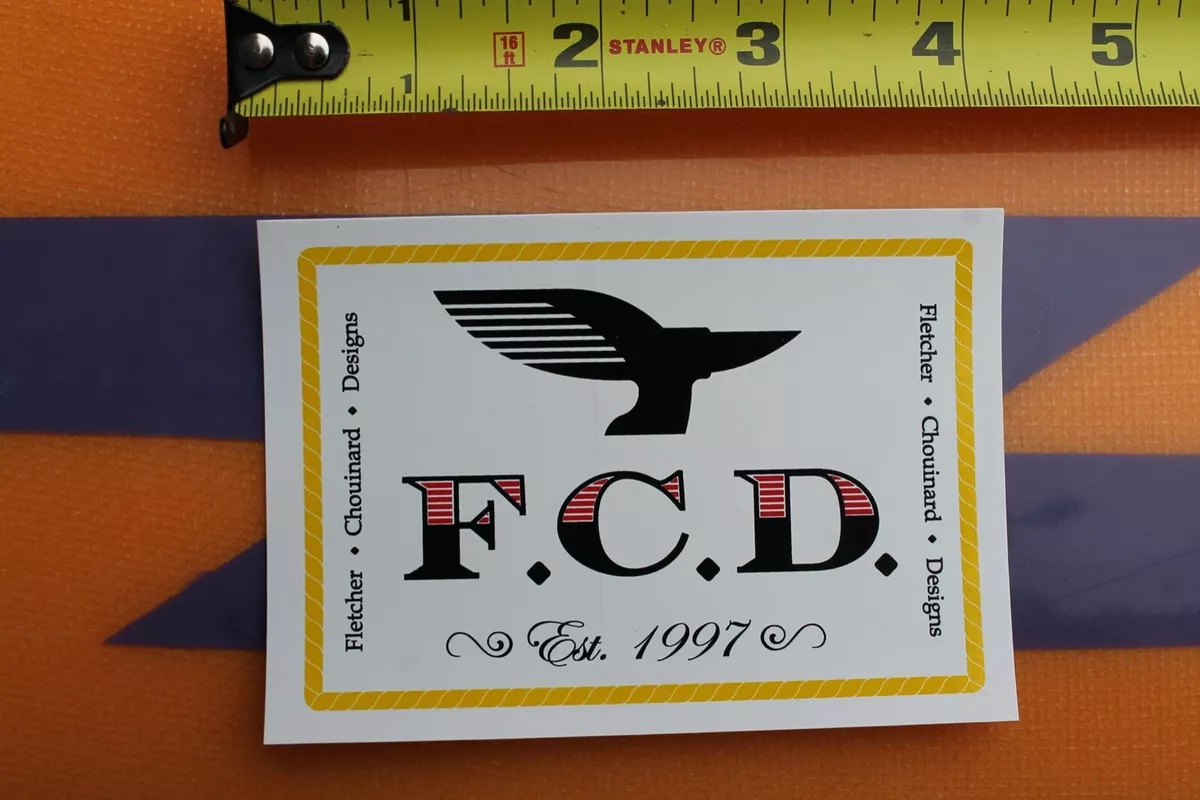 1
16
ft
2
STANLEY®
3
4
5
1
Fletcher ♦ Chouinard ♦ Designs
Fletcher ♦ Chouinard ♦ Designs
F.C.D.
Est. 1997